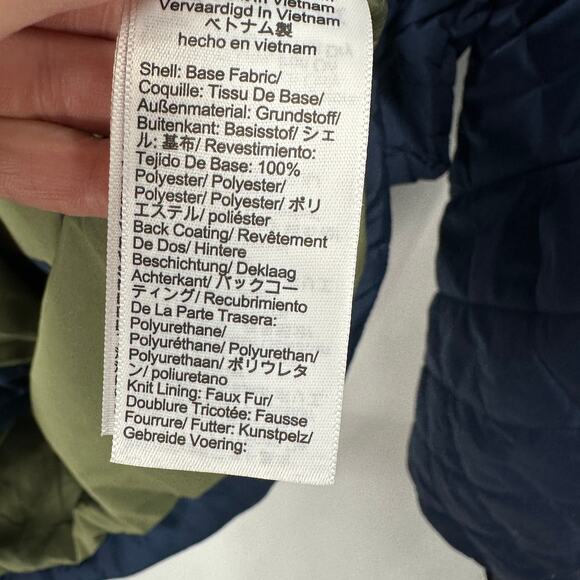 Vietnam
Vervaardigd In Vietnam
ベトナム製
hecho en vietnam
Shell: Base Fabric/
Coquille: Tissu De Base/
Außenmaterial: Grundstoff/
Buitenkant: Basisstof/ シェ
ル: 基布/ Revestimiento:
Tejido De Base: 100%
Polyester/ Polyester/
Polyester/ Polyester/ ポリ
エステル/ poliéster
Back Coating/ Revêtement
De Dos/ Hintere
Beschichtung/ Deklaag
Achterkant/ バックコー
ティング/ Recubrimiento
De La Parte Trasera:
Polyurethane/
Polyuréthane/ Polyurethan/
Polyurethaan/ ポリウレタ
ン/ poliuretano
Knit Lining: Faux Fur/
Doublure Tricotée: Fausse
Fourrure/ Futter: Kunstpelz/
Gebreide Voering: